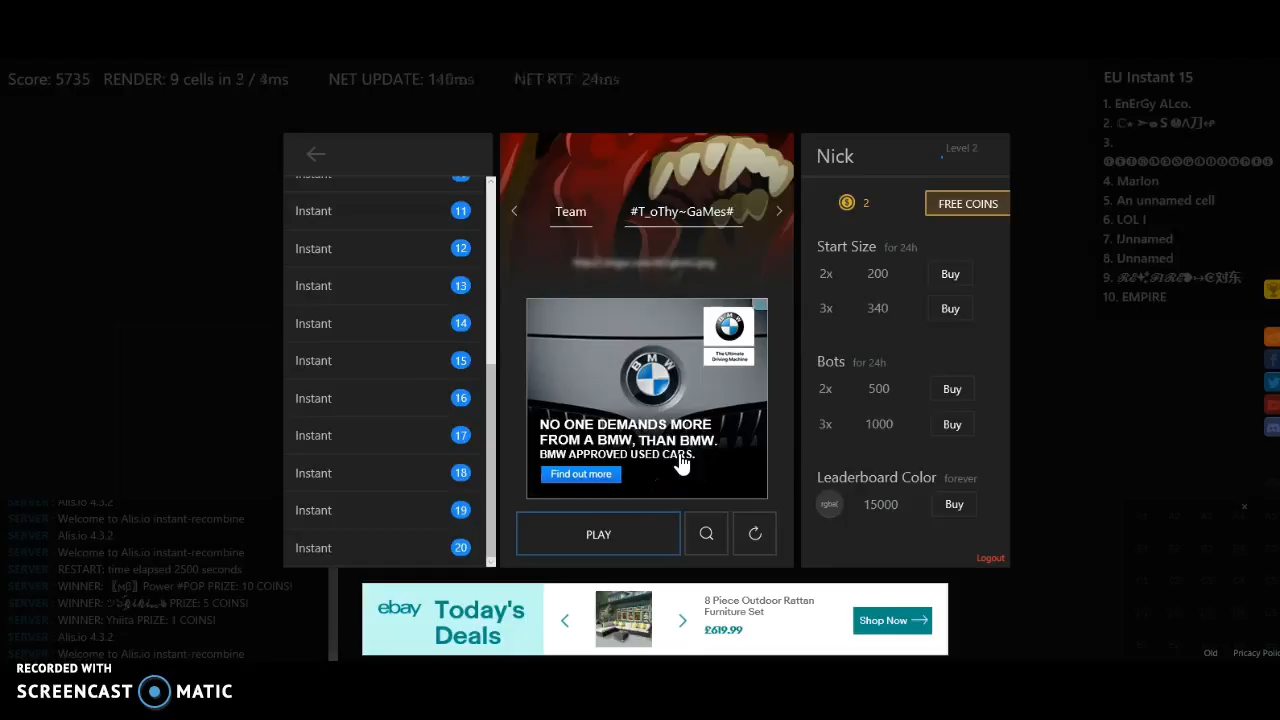 Score: 5735 RENDER: 9 cells in 3 / 4ms NET UPDATE: 140ms NET RTT: 24ms
EU Instant 15
1. EnErGy ALco.
3.
4. Marlon
5. An unnamed cell
6. LOL !
7. Unnamed
8. Unnamed
10. EMPIRE
Instant 11
Instant 12
Instant 13
Instant 14
Instant 15
Instant 16
Instant 17
Instant 18
Instant 19
Instant 20
Team #T_oThy~GaMes#
BMW
The Ultimate
Driving Machine
BMW
NO ONE DEMANDS MORE
FROM A BMW, THAN BMW.
BMW APPROVED USED CARS.
Find out more
PLAY
Nick Level 2
2 FREE COINS
Start Size for 24h
2x 200 Buy
3x 340 Buy
Bots for 24h
2x 500 Buy
3x 1000 Buy
Leaderboard Color forever
rgba( 15000 Buy
Logout
SERVER : Alis.io 4.3.2
SERVER : Welcome to Alis.io instant-recombine
SERVER : Alis.io 4.3.2
SERVER : Welcome to Alis.io instant-recombine
SERVER : RESTART; time elapsed 2500 seconds
SERVER : WINNER: Power #POP PRIZE: 10 COINS!
SERVER : WINNER: PRIZE: 5 COINS!
SERVER : WINNER: Yhiita PRIZE: 1 COINS!
SERVER : Alis.io 4.3.2
SERVER : Welcome to Alis.io instant-recombine
ebay Today's
Deals
8 Piece Outdoor Rattan
Furniture Set
£619.99
Shop Now
Old Privacy Polic
RECORDED WITH
SCREENCAST MATIC